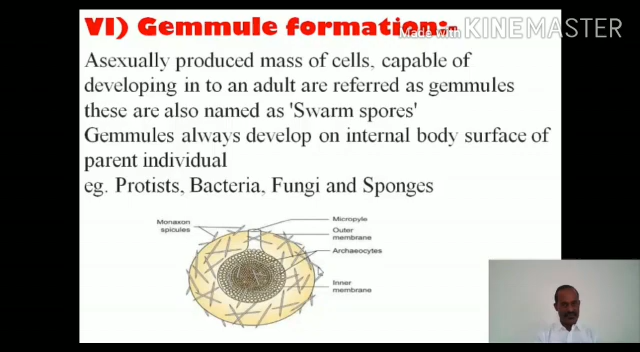 VI) Gemmule formation:-
Made with KINEMASTER
Asexually produced mass of cells, capable of
developing in to an adult are referred as gemmules
these are also named as 'Swarm spores'
Gemmules always develop on internal body surface of
parent individual
eg. Protists, Bacteria, Fungi and Sponges
Monaxon
spicules
Micropyle
Outer
membrane
Archaeocytes
Inner
membrane